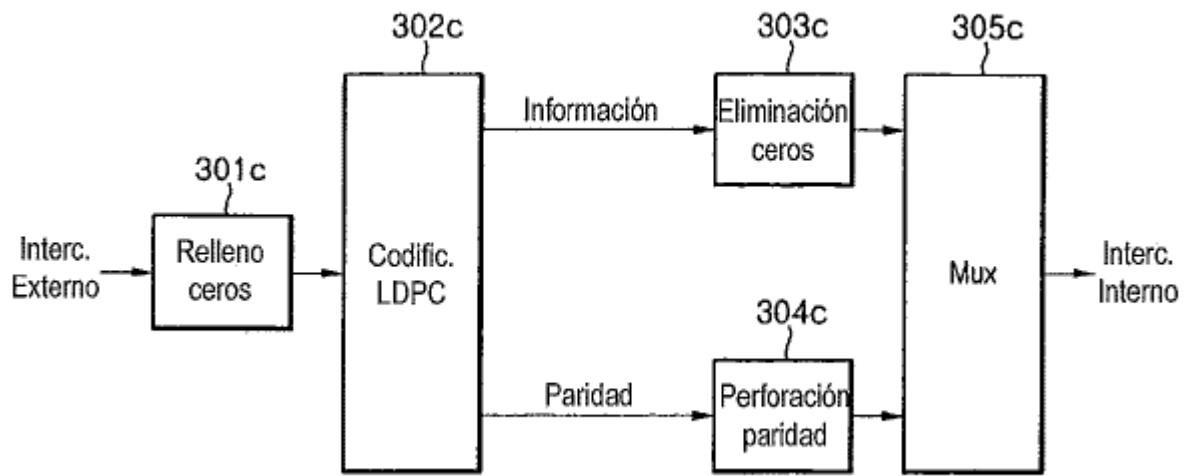 302c
303c
305c
Información
Eliminación
ceros
301c
Interc.
Externo
Relleno
ceros
Codific.
LDPC
Mux
Interc.
Interno
304c
Paridad
Perforación
paridad